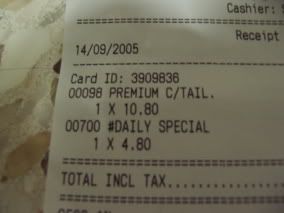 Cashier:
Receipt
14/09/2005
Card ID: 3909836
00098 PREMIUM C/TAIL.
1 X 10.80
00700 #DAILY SPECIAL
1 X 4.80
TOTAL INCL TAX